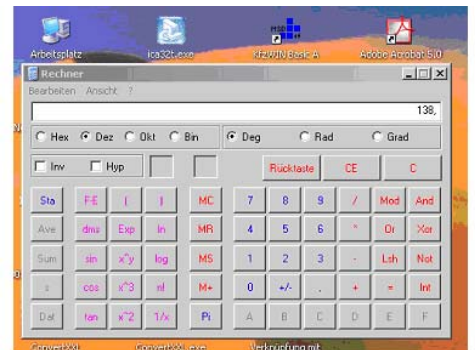 Arbeitsplatz ica32t.exe kfzWIN Basic A Adobe Acrobat 5.0
Rechner
Bearbeiten Ansicht ?
138,
Hex Dez Okt Bin Deg Rad Grad
Inv Hyp Rücktaste CE C
Sta F-E ( ) MC 7 8 9 / Mod And
Ave dms Exp ln MR 4 5 6 * Or Xor
Sum sin x^y log MS 1 2 3 - Lsh Not
s cos x^3 n! M+ 0 +/- . + = Int
Dat tan x^2 1/x Pi A B C D E F
Verknüpfung mit